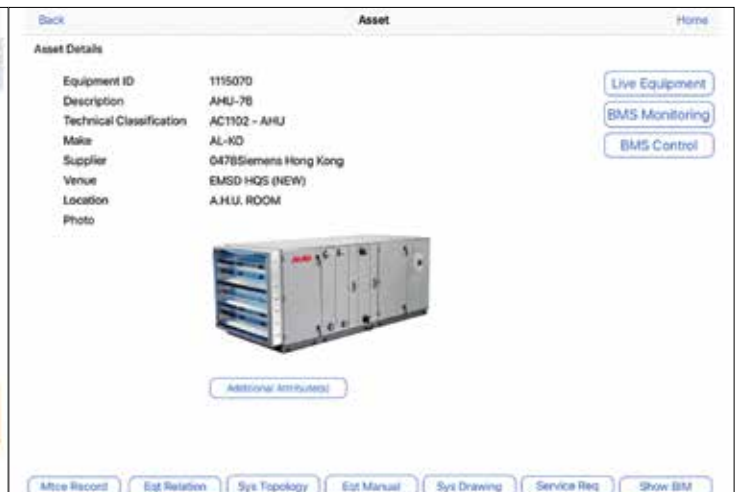 Back Asset Home
Asset Details
Equipment ID 1115070
Description AHU-76
Technical Classification AC1102 - AHU
Make AL-KO
Supplier 0478Siemens Hong Kong
Venue EMSD HQS (NEW)
Location A.H.U. ROOM
Photo
Live Equipment
BMS Monitoring
BMS Control
AL-KO
Additional Attribute(s)
Mtce Record Eqt Relation Sys Topology Eqt Manual Sys Drawing Service Req Show BIM